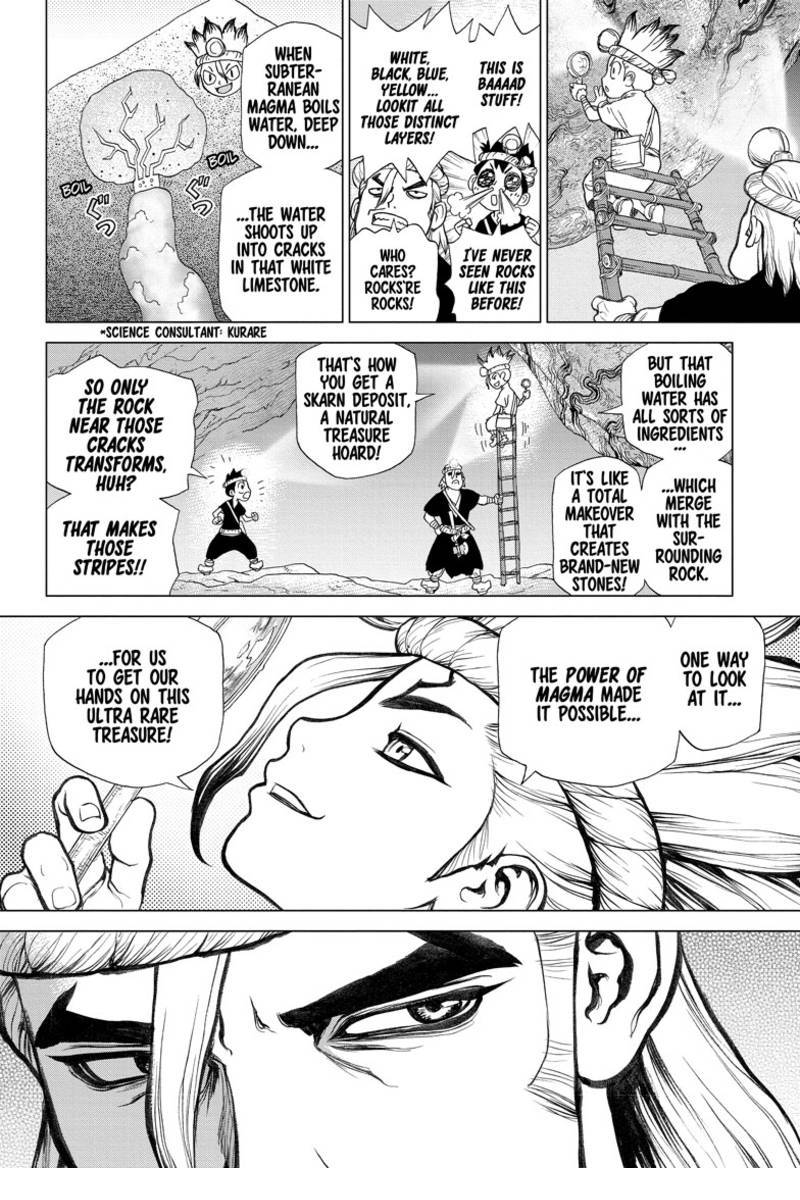 THIS IS
BAAAAD
STUFF!
WHITE,
BLACK, BLUE,
YELLOW...
LOOKIT ALL
THOSE DISTINCT
LAYERS!
I'VE NEVER
SEEN ROCKS
LIKE THIS
BEFORE!
WHO
CARES?
ROCKS'RE
ROCKS!
WHEN
SUBTER-
RANEAN
MAGMA BOILS
WATER, DEEP
DOWN...
...THE WATER
SHOOTS UP
INTO CRACKS
IN THAT WHITE
LIMESTONE.
BOIL
ぐつ
BOIL
ぐつ
*SCIENCE CONSULTANT: KURARE
BUT THAT
BOILING
WATER HAS
ALL SORTS OF
INGREDIENTS
...
...WHICH
MERGE
WITH THE
SUR-
ROUNDING
ROCK.
IT'S LIKE
A TOTAL
MAKEOVER
THAT
CREATES
BRAND-NEW
STONES!
THAT'S HOW
YOU GET A
SKARN DEPOSIT,
A NATURAL
TREASURE
HOARD!
SO ONLY
THE ROCK
NEAR THOSE
CRACKS
TRANSFORMS,
HUH?
THAT MAKES
THOSE
STRIPES!!
ONE WAY
TO LOOK
AT IT...
THE POWER OF
MAGMA MADE
IT POSSIBLE...
...FOR US
TO GET OUR
HANDS ON THIS
ULTRA RARE
TREASURE!